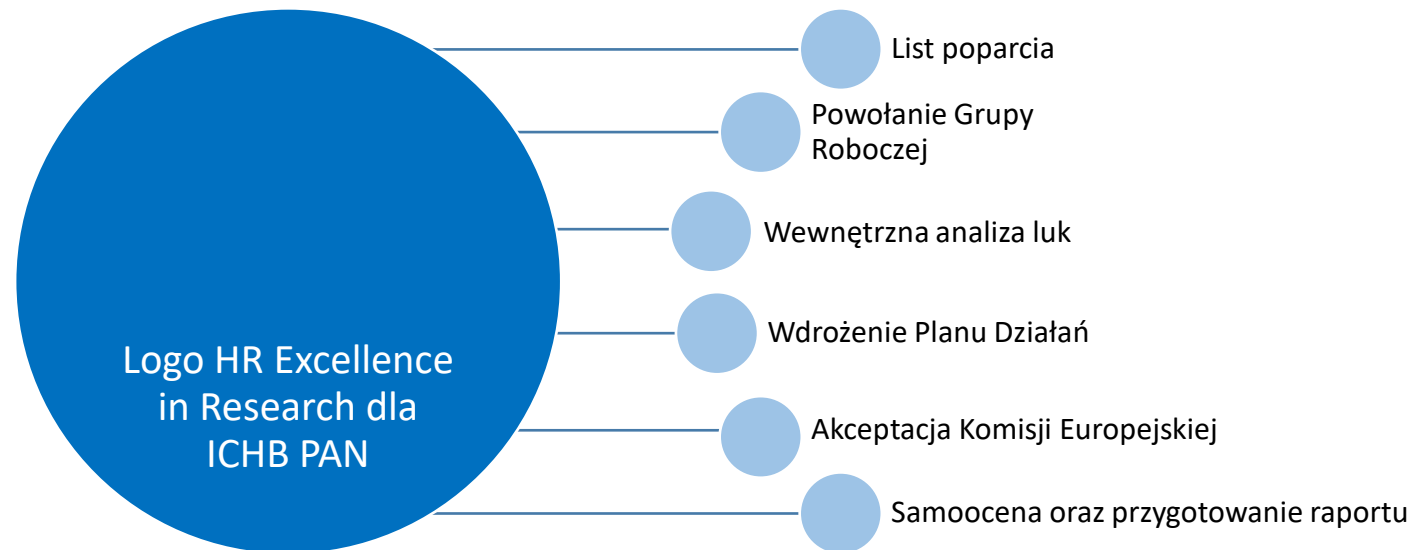 List poparcia
Powołanie Grupy
Roboczej
Wewnętrzna analiza luk
Wdrożenie Planu Działań
Logo HR Excellence
in Research dla
ICHB PAN
Akceptacja Komisji Europejskiej
Samoocena oraz przygotowanie raportu